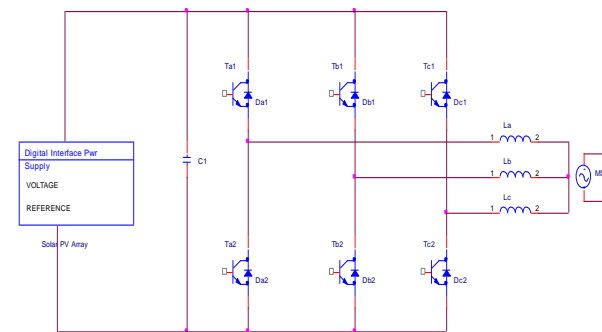 Ta1
Tb1
Tc1
Da1
Db1
Dc1
La
1 2
Digital Interface Pwr
Supply
VOLTAGE
REFERENCE
C1
Lb
1 2
Lc
1 2
Solar PV Array
Ta2
Tb2
Tc2
Da2
Db2
Dc2